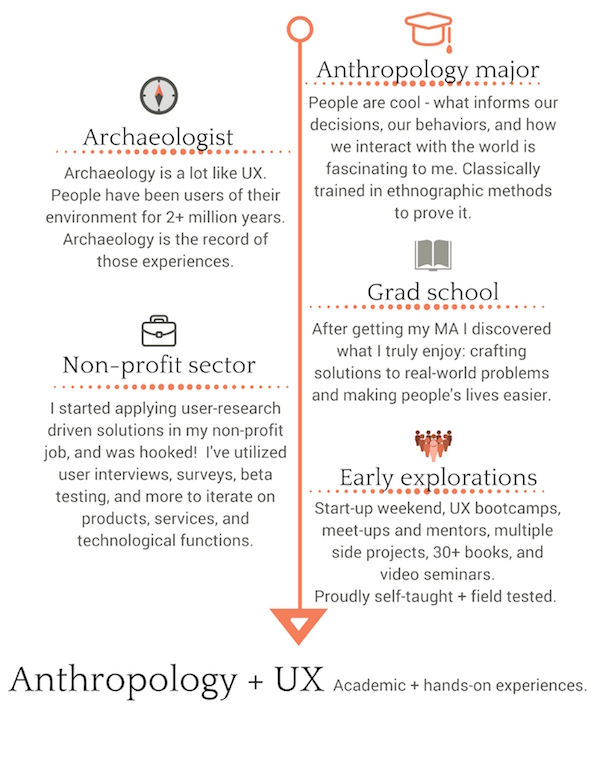 Anthropology major
People are cool - what informs our
decisions, our behaviors, and how
we interact with the world is
fascinating to me. Classically
trained in ethnographic methods
to prove it.
Archaeologist
Archaeology is a lot like UX.
People have been users of their
environment for 2+ million years.
Archaeology is the record of
those experiences.
Grad school
After getting my MA I discovered
what I truly enjoy: crafting
solutions to real-world problems
and making people's lives easier.
Non-profit sector
I started applying user-research
driven solutions in my non-profit
job, and was hooked! I've utilized
user interviews, surveys, beta
testing, and more to iterate on
products, services, and
technological functions.
Early explorations
Start-up weekend, UX bootcamps,
meet-ups and mentors, multiple
side projects, 30+ books, and
video seminars.
Proudly self-taught + field tested.
Anthropology + UX Academic + hands-on experiences.